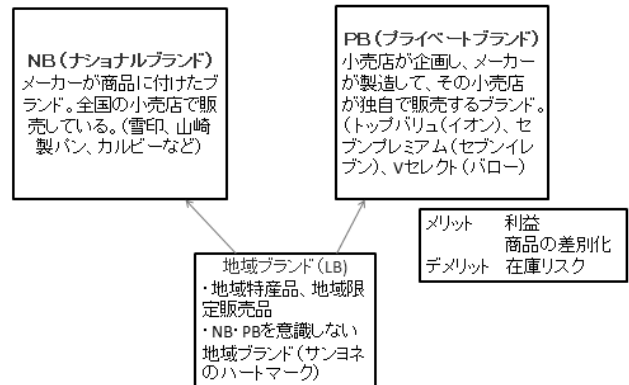 NB(ナショナルブランド)
メーカーが商品に付けたブ
ランド。全国の小売店で販
売している。(雪印、山崎
製パン、カルビーなど)
PB(プライベートブランド)
小売店が企画し、メーカー
が製造して、その小売店
が独自で販売するブランド。
(トップバリュ(イオン)、セ
ブンプレミアム(セブンイレ
ブン)、Vセレクト(バロー)
メリット 利益
商品の差別化
デメリット 在庫リスク
地域ブランド(LB)
・地域特産品、地域限
定販売品
・NB・PBを意識しない
地域ブランド(サンヨネ
のハートマーク)